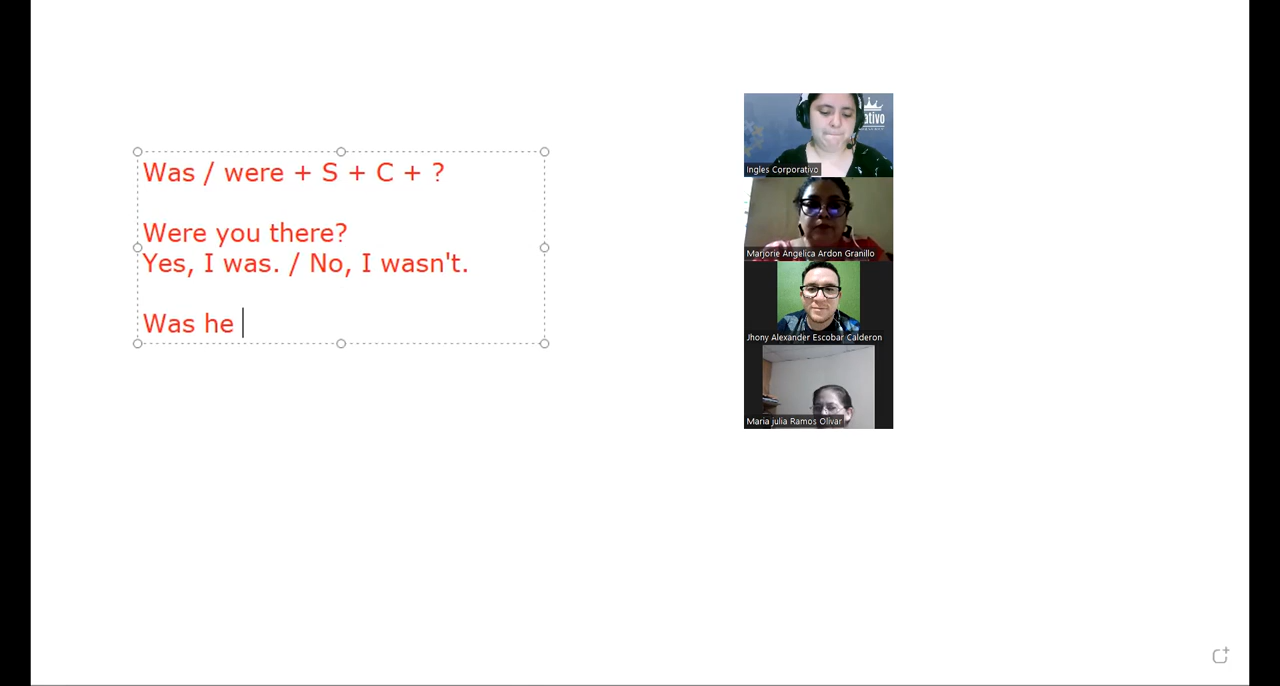 Was / were + S + C + ?
Were you there?
Yes, I was. / No, I wasn't.
Was he
ativo
Ingles Corporativo
Marjorie Angelica Ardon Granillo
Jhony Alexander Escobar Calderon
Maria julia Ramos Olivar